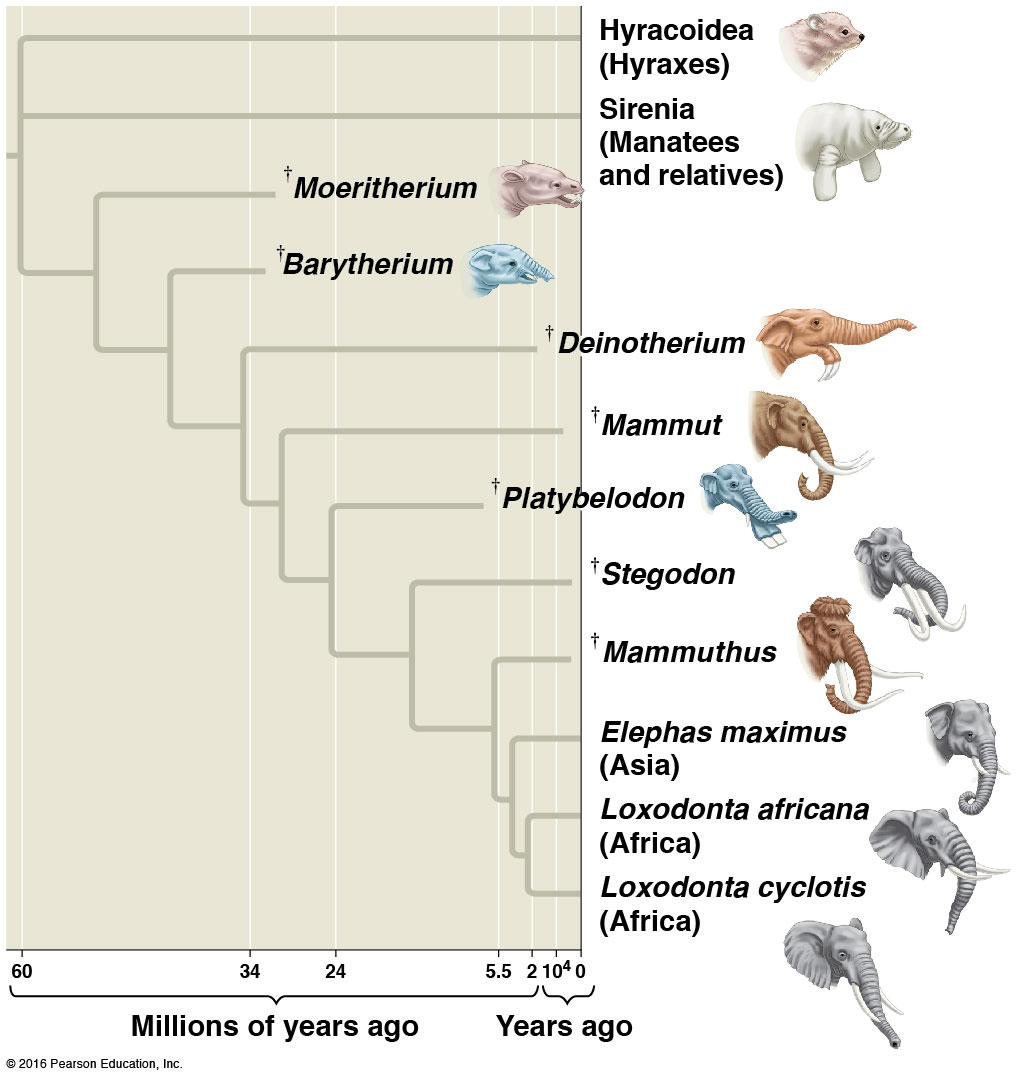 Hyracoidea
(Hyraxes)
Sirenia
(Manatees
and relatives)
†Moeritherium
†Barytherium
†Deinotherium
†Mammut
†Platybelodon
†Stegodon
†Mammuthus
Elephas maximus
(Asia)
Loxodonta africana
(Africa)
Loxodonta cyclotis
(Africa)
60 34 24 5.5 2 10⁴ 0
Millions of years ago Years ago
© 2016 Pearson Education, Inc.